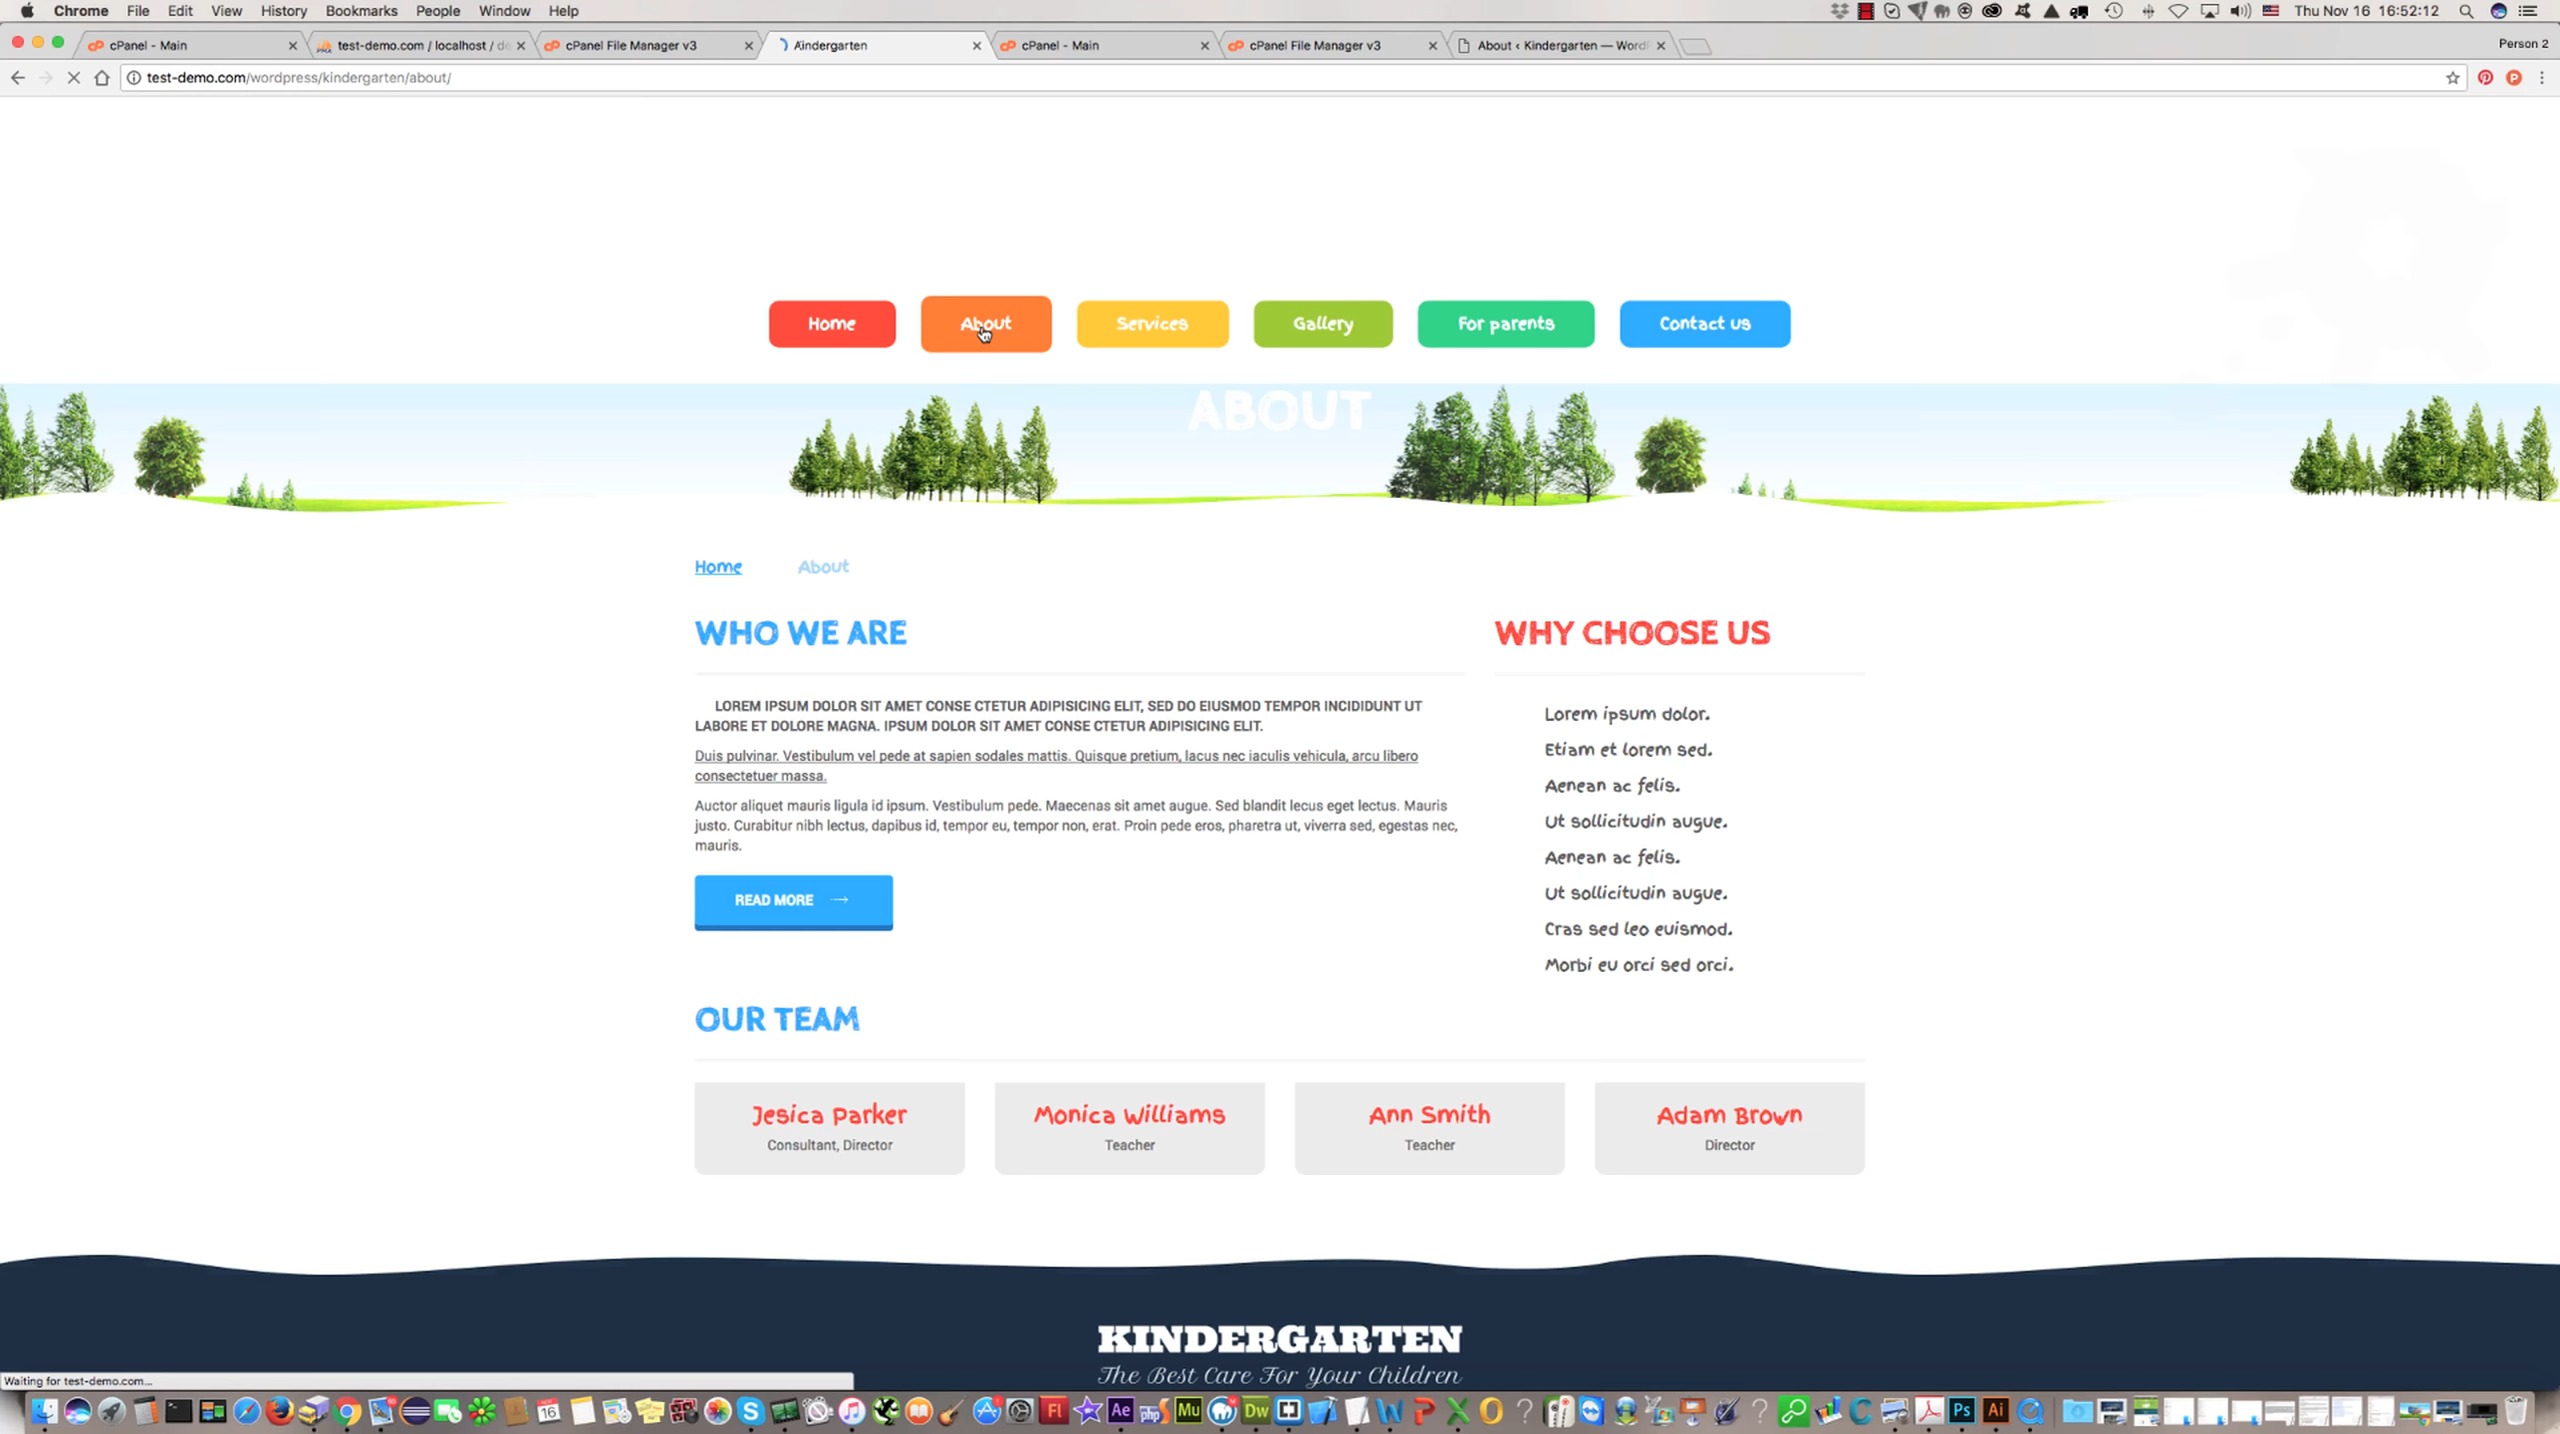 Chrome File Edit View History Bookmarks People Window Help
Thu Nov 16 16:52:12
cPanel - Main
test-demo.com / localhost / de
cPanel File Manager v3
Kindergarten
cPanel - Main
cPanel File Manager v3
About ‹ Kindergarten — Word
Person 2
test-demo.com/wordpress/kindergarten/about/
Home
About
Services
Gallery
For parents
Contact us
ABOUT
Home
About
WHO WE ARE
LOREM IPSUM DOLOR SIT AMET CONSE CTETUR ADIPISICING ELIT, SED DO EIUSMOD TEMPOR INCIDIDUNT UT
LABORE ET DOLORE MAGNA. IPSUM DOLOR SIT AMET CONSE CTETUR ADIPISICING ELIT.
Duis pulvinar. Vestibulum vel pede at sapien sodales mattis. Quisque pretium, lacus nec iaculis vehicula, arcu libero
consectetuer massa.
Auctor aliquet mauris ligula id ipsum. Vestibulum pede. Maecenas sit amet augue. Sed blandit lecus eget lectus. Mauris
justo. Curabitur nibh lectus, dapibus id, tempor eu, tempor non, erat. Proin pede eros, pharetra ut, viverra sed, egestas nec,
mauris.
READ MORE
WHY CHOOSE US
Lorem ipsum dolor.
Etiam et lorem sed.
Aenean ac felis.
Ut sollicitudin augue.
Aenean ac felis.
Ut sollicitudin augue.
Cras sed leo euismod.
Morbi eu orci sed orci.
OUR TEAM
Jesica Parker
Consultant, Director
Monica Williams
Teacher
Ann Smith
Teacher
Adam Brown
Director
KINDERGARTEN
The Best Care For Your Children
Waiting for test-demo.com...
16
Fl
Ae
php
Mu
Dw
Ps
Ai